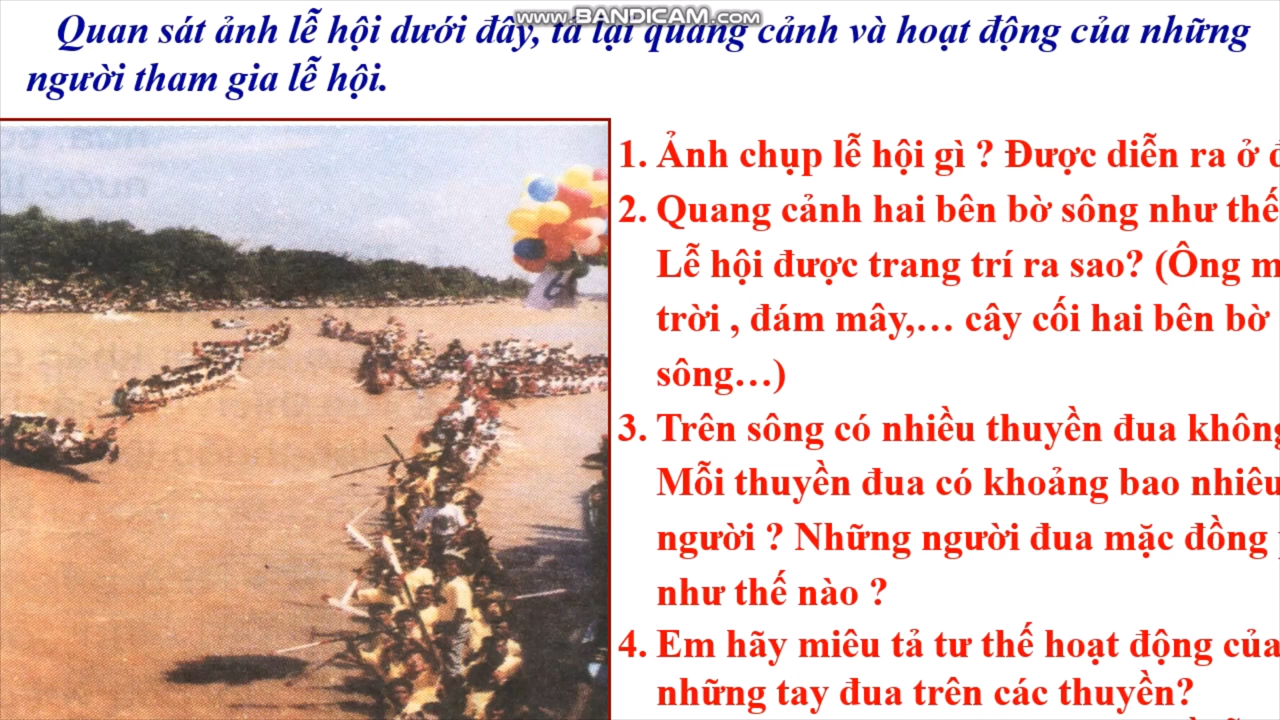 www.BANDICAM.com
Quan sát ảnh lễ hội dưới đây, tả lại quang cảnh và hoạt động của những
người tham gia lễ hội.
1. Ảnh chụp lễ hội gì ? Được diễn ra ở
2. Quang cảnh hai bên bờ sông như thế
Lễ hội được trang trí ra sao? (Ông
trời , đám mây,… cây cối hai bên bờ
sông…)
3. Trên sông có nhiều thuyền đua không
Mỗi thuyền đua có khoảng bao nhiêu
người ? Những người đua mặc đồng
như thế nào ?
4. Em hãy miêu tả tư thế hoạt động của
những tay đua trên các thuyền?